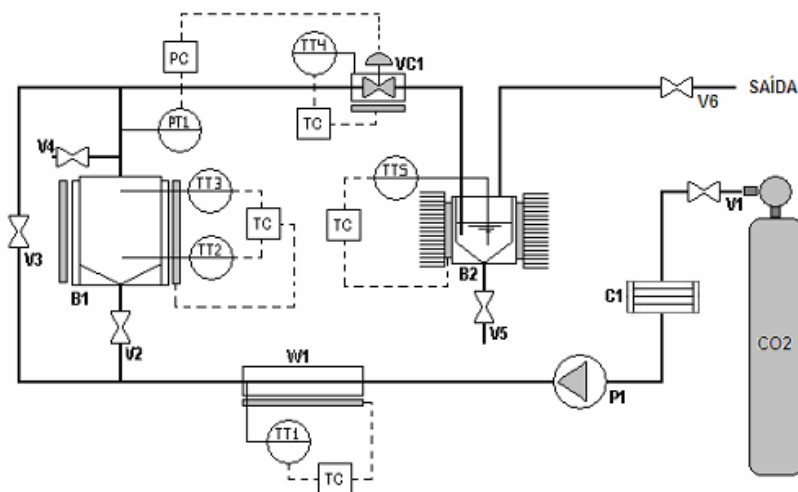 PC
TT4
VC1
SAÍDA
V6
TC
PT1
V4
TT3
TT5
V1
TC
TC
V3
TT2
B1
B2
C1
V5
V2
CO2
W1
P1
TT1
TC